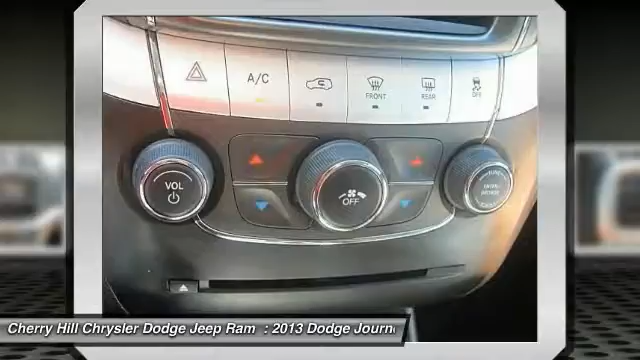 A/C
FRONT
REAR
OFF
VOL
OFF
Cherry Hill Chrysler Dodge Jeep Ram : 2013 Dodge Journ